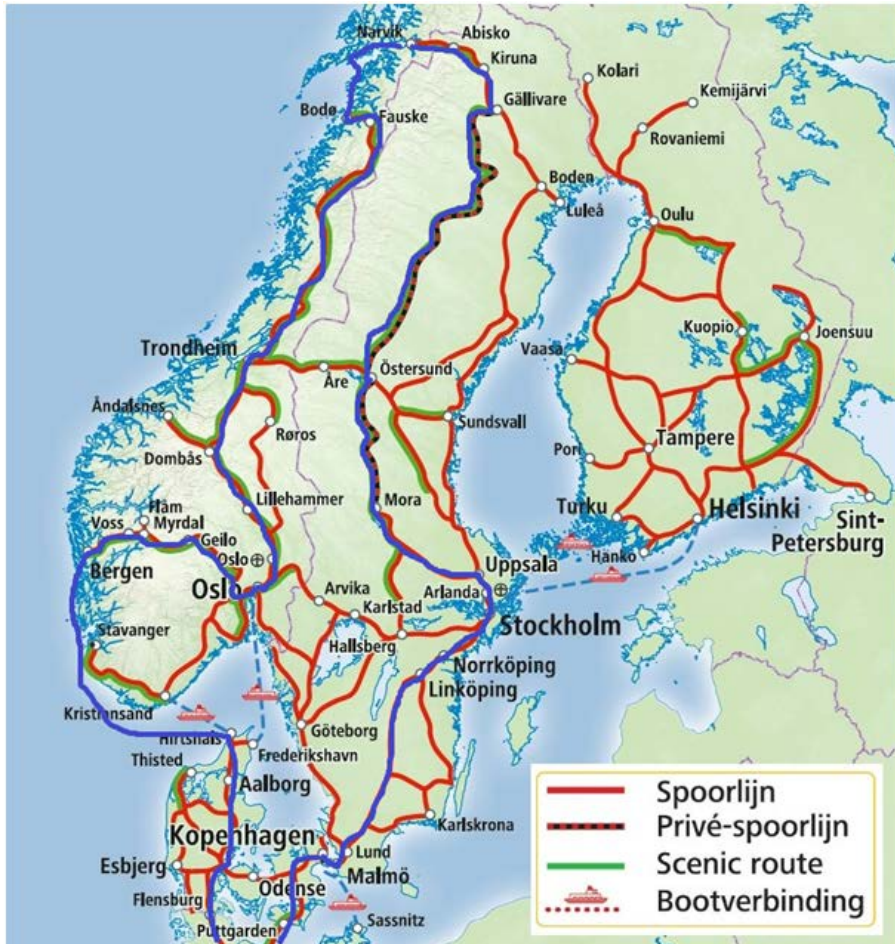 Narvik
Abisko
Kiruna
Kolari
Kemijärvi
Gällivare
Bodø
Fauske
Rovaniemi
Boden
Luleå
Oulu
Kuopio
Joensuu
Trondheim
Vaasa
Åre
Östersund
Åndalsnes
Røros
Sundsvall
Dombås
Pori
Tampere
Lillehammer
Mora
Turku
Helsinki
Flåm
Voss
Myrdal
Geilo
Hanko
Sint-
Petersburg
Bergen
Oslo
Uppsala
Oslo
Arvika
Arlanda
Karlstad
Stockholm
Stavanger
Hallsberg
Norrköping
Linköping
Kristiansand
Göteborg
Hirtshals
Frederikshavn
Thisted
Aalborg
Karlskrona
Kopenhagen
Lund
Esbjerg
Malmö
Odense
Flensburg
Puttgarden
Sassnitz
Spoorlijn
Privé-spoorlijn
Scenic route
Bootverbinding